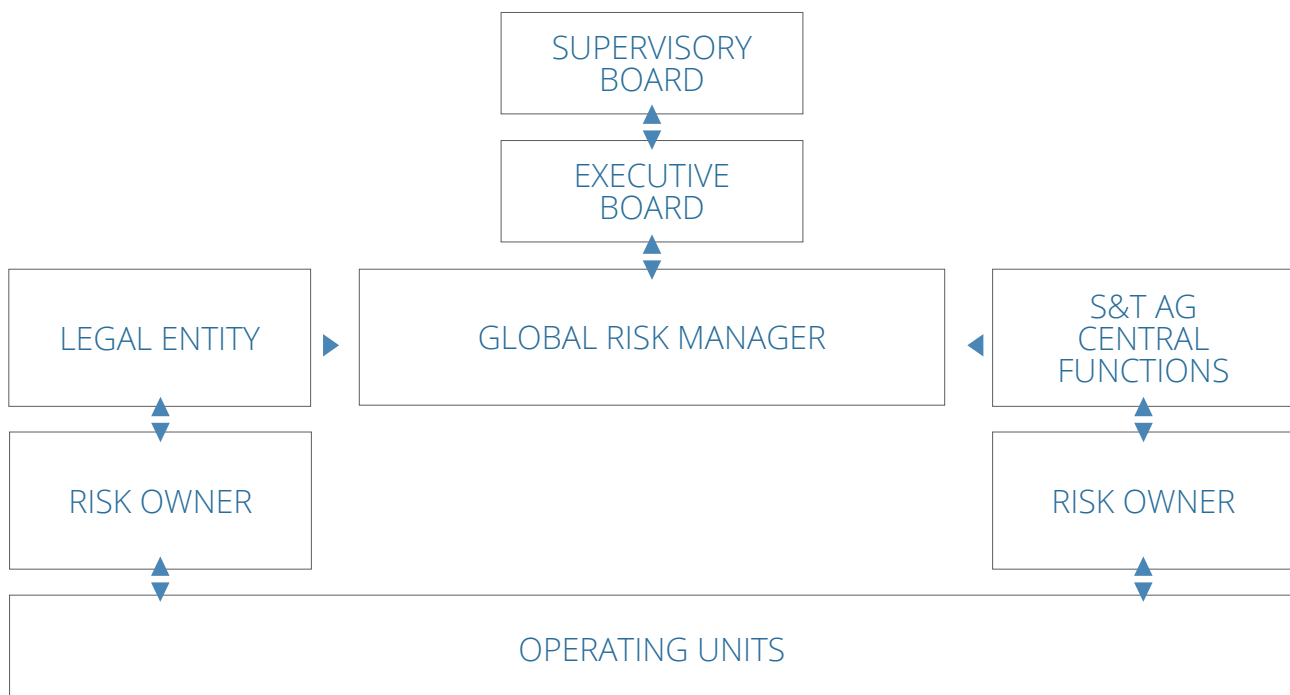 SUPERVISORY
BOARD
EXECUTIVE
BOARD
LEGAL ENTITY
GLOBAL RISK MANAGER
S&T AG
CENTRAL
FUNCTIONS
RISK OWNER
RISK OWNER
OPERATING UNITS